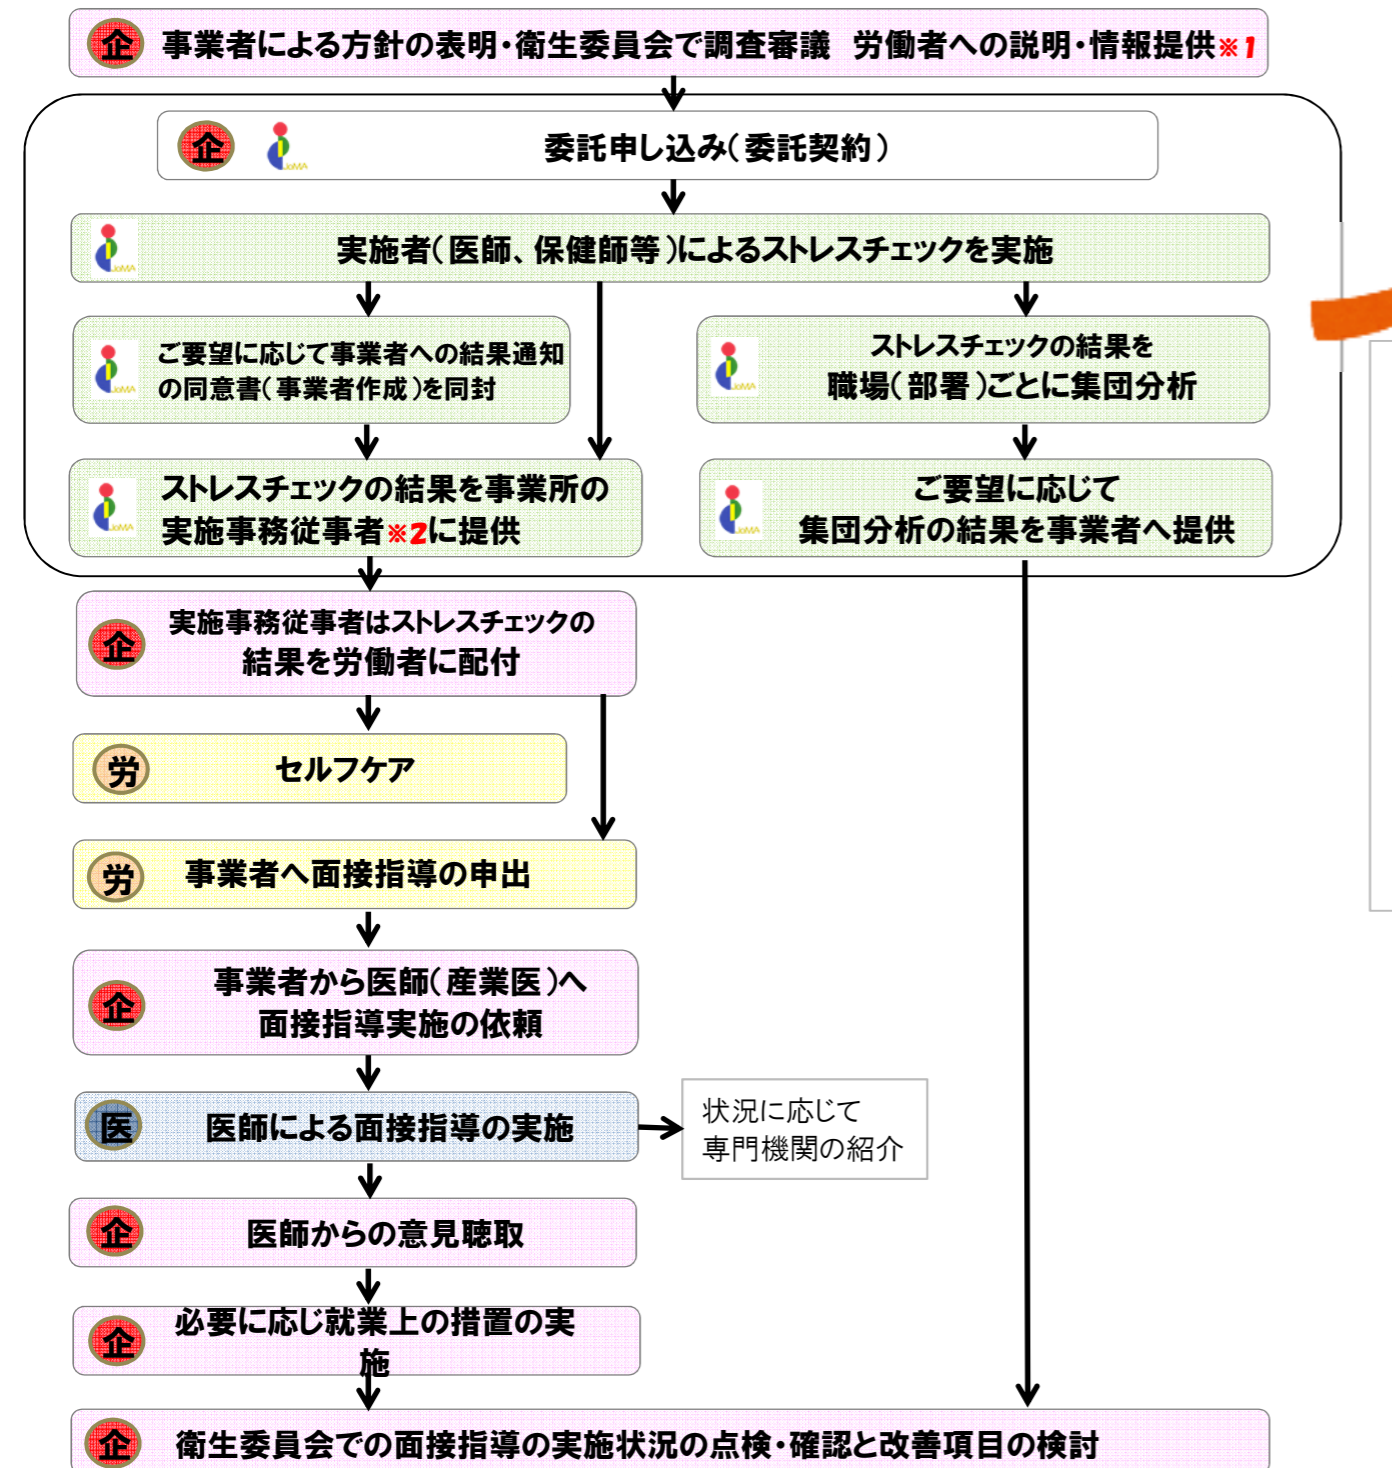 企 事業者による方針の表明・衛生委員会で調査審議 労働者への説明・情報提供※1
企 JoMA 委託申し込み(委託契約)
JoMA 実施者(医師、保健師等)によるストレスチェックを実施
JoMA
ご要望に応じて事業者への結果通知
の同意書(事業者作成)を同封
JoMA
ストレスチェックの結果を
職場(部署)ごとに集団分析
JoMA
ストレスチェックの結果を事業所の
実施事務従事者※2に提供
JoMA
ご要望に応じて
集団分析の結果を事業者へ提供
企
実施事務従事者はストレスチェックの
結果を労働者に配付
労 セルフケア
労 事業者へ面接指導の申出
企
事業者から医師(産業医)へ
面接指導実施の依頼
医 医師による面接指導の実施
状況に応じて
専門機関の紹介
企 医師からの意見聴取
企
必要に応じ就業上の措置の実
施
企 衛生委員会での面接指導の実施状況の点検・確認と改善項目の検討